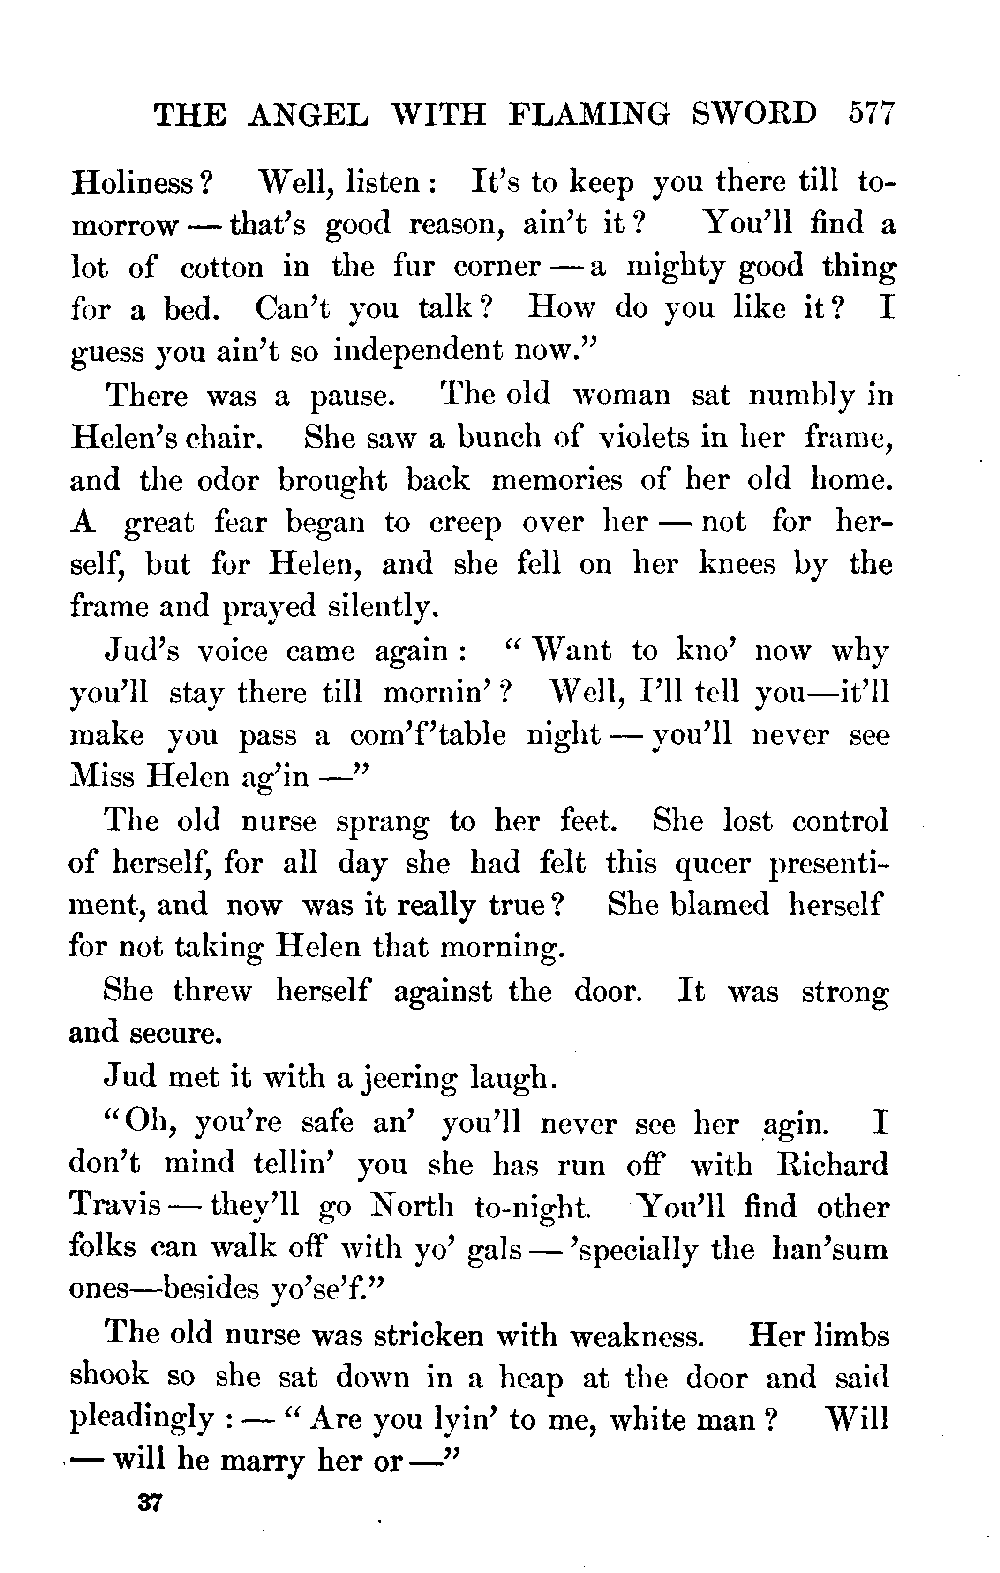 THE ANGEL WITH FLAMING SWORD 577
Holiness? Well, listen: It's to keep you there till to-
morrow — that's good reason, ain't it? You'll find a
lot of cotton in the fur corner — a mighty good thing
for a bed. Can't you talk? How do you like it? I
guess you ain't so independent now."
There was a pause. The old woman sat numbly in
Helen's chair. She saw a bunch of violets in her frame,
and the odor brought back memories of her old home.
A great fear began to creep over her — not for her-
self, but for Helen, and she fell on her knees by the
frame and prayed silently.
Jud's voice came again: "Want to kno' now why
you'll stay there till mornin'? Well, I'll tell you—it'll
make you pass a com'f'table night — you'll never see
Miss Helen ag'in —"
The old nurse sprang to her feet. She lost control
of herself, for all day she had felt this queer presenti-
ment, and now was it really true? She blamed herself
for not taking Helen that morning.
She threw herself against the door. It was strong
and secure.
Jud met it with a jeering laugh.
"Oh, you're safe an' you'll never see her agin. I
don't mind tellin' you she has run off with Richard
Travis — they'll go North to-night. You'll find other
folks can walk off with yo' gals — 'specially the han'sum
ones—besides yo'se'f."
The old nurse was stricken with weakness. Her limbs
shook so she sat down in a heap at the door and said
pleadingly: — "Are you lyin' to me, white man? Will
— will he marry her or —"
37